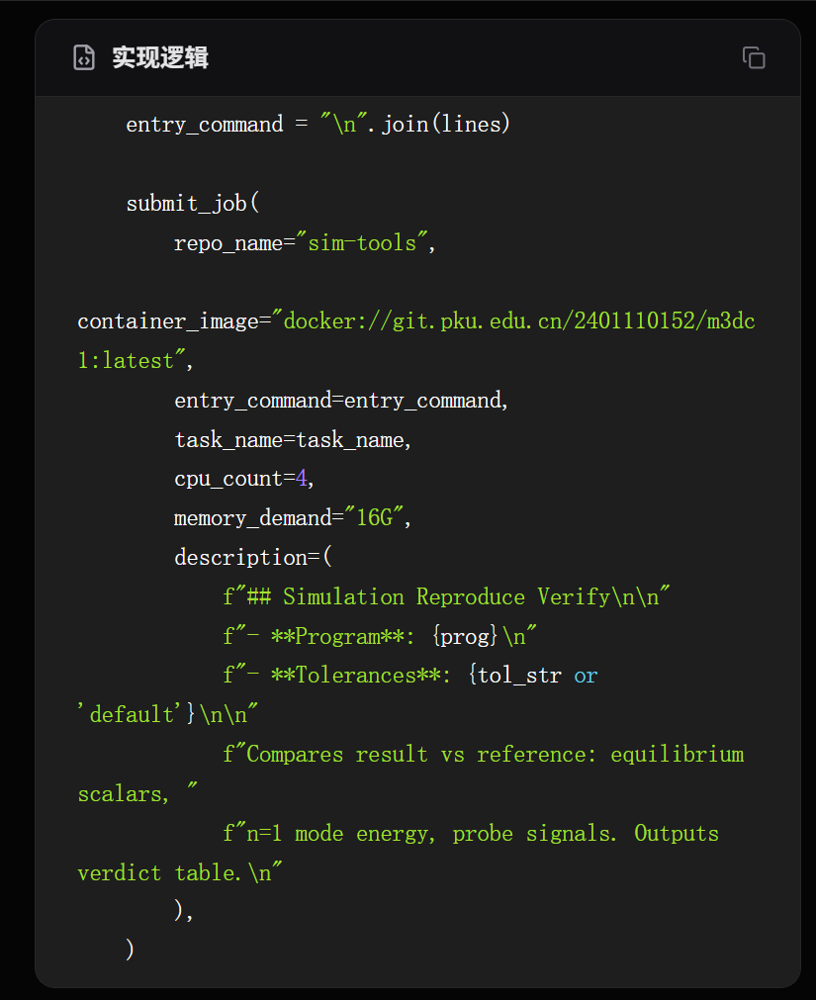 实现逻辑
entry_command = "\n".join(lines)
submit_job(
repo_name="sim-tools",
container_image="docker://git.pku.edu.cn/2401110152/m3dc
1:latest",
entry_command=entry_command,
task_name=task_name,
cpu_count=4,
memory_demand="16G",
description=(
f"## Simulation Reproduce Verify\n\n"
f"- **Program**: {prog}\n"
f"- **Tolerances**: {tol_str or
'default'}\n\n"
f"Compares result vs reference: equilibrium
scalars, "
f"n=1 mode energy, probe signals. Outputs
verdict table.\n"
),
)